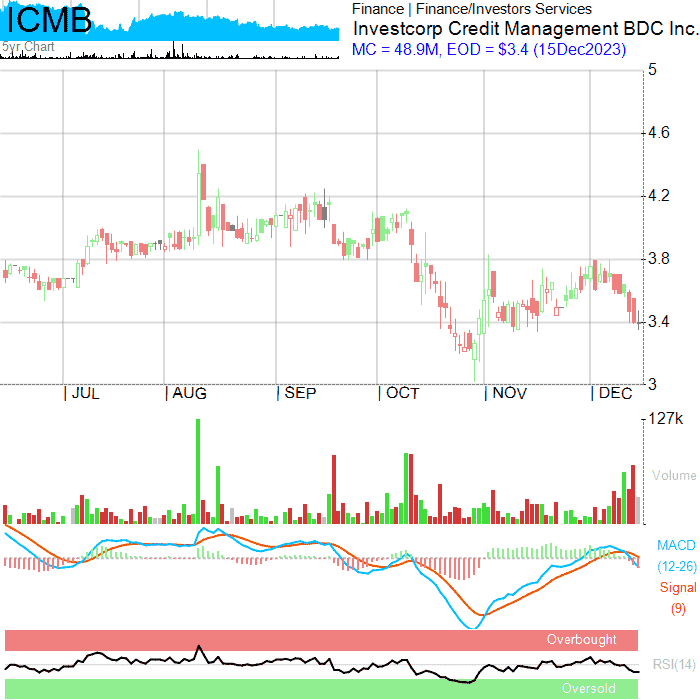 ICMB
5yr Chart
Finance | Finance/Investors Services
Investcorp Credit Management BDC Inc.
MC = 48.9M, EOD = $3.4 (15Dec2023)
5
4.6
4.2
3.8
3.4
3
| JUL | AUG | SEP | OCT | NOV | DEC
127k
Volume
MACD
(12-26)
Signal
(9)
Overbought
RSI(14)
Oversold